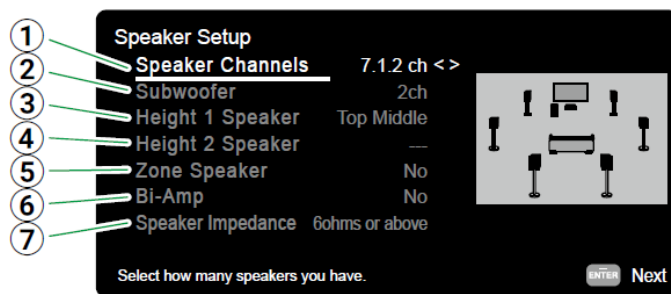 Speaker Setup
1 Speaker Channels 7.1.2 ch < >
2 Subwoofer 2ch
3 Height 1 Speaker Top Middle
4 Height 2 Speaker ---
5 Zone Speaker No
6 Bi-Amp No
7 Speaker Impedance 6ohms or above
Select how many speakers you have. ENTER Next